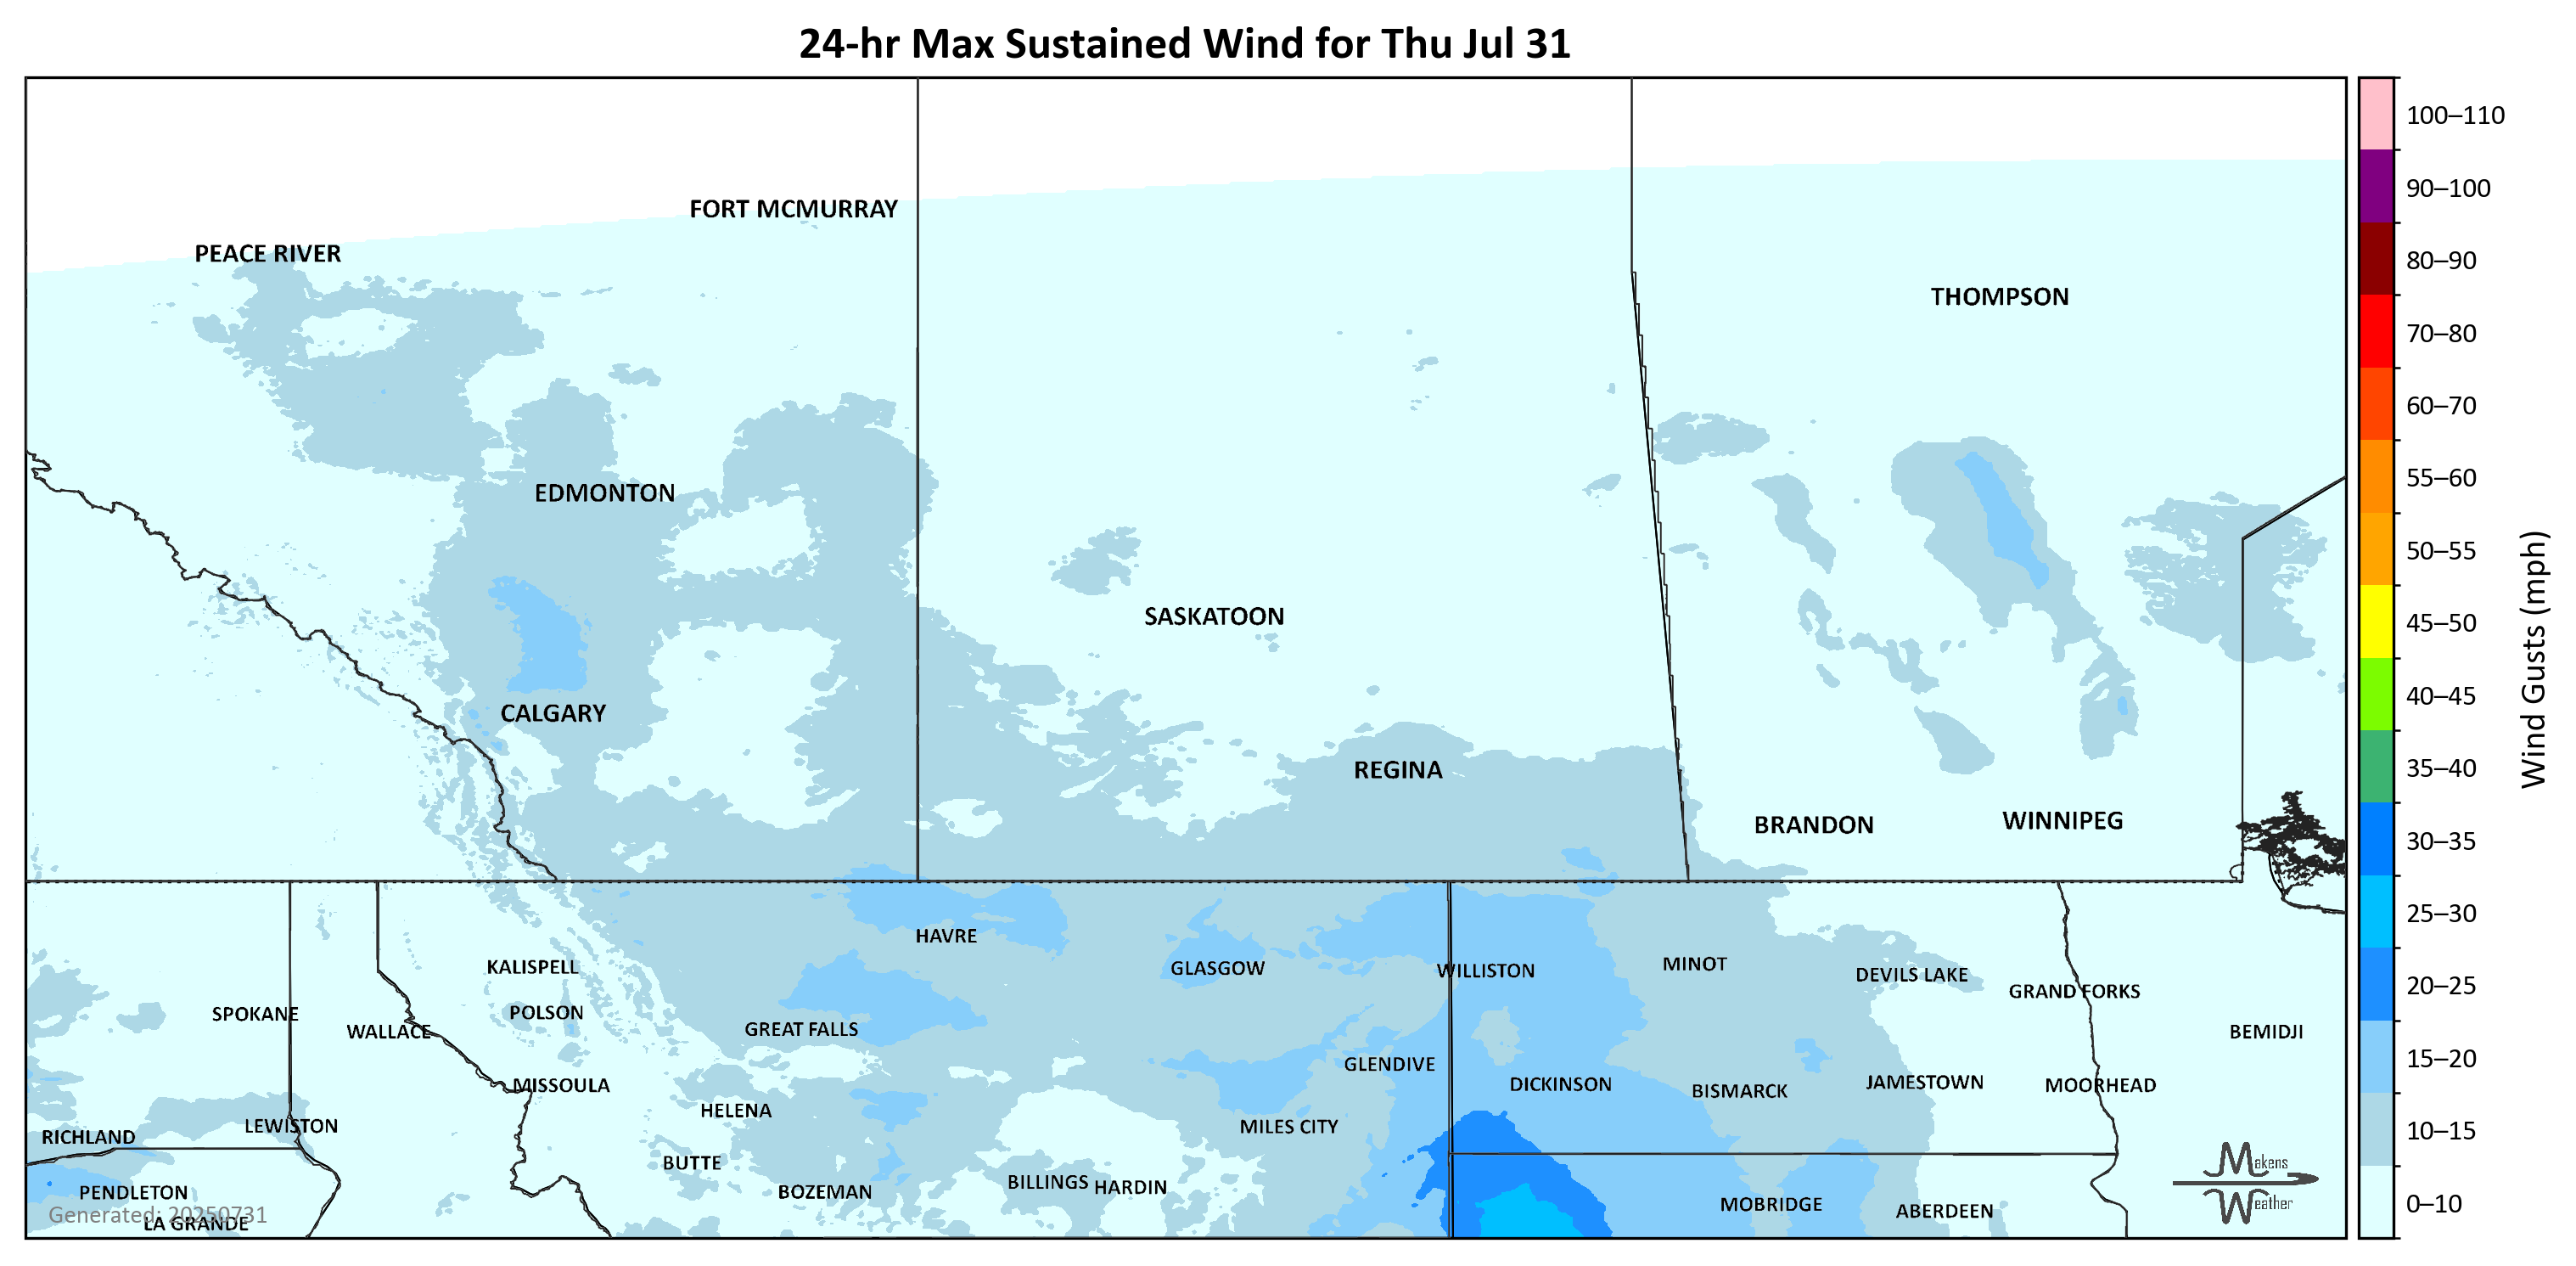 24-hr Max Sustained Wind for Thu Jul 31
FORT MCMURRAY
PEACE RIVER
THOMPSON
EDMONTON
SASKATOON
CALGARY
REGINA
BRANDON
WINNIPEG
HAVRE
KALISPELL
GLASGOW
WILLISTON
MINOT
DEVILS LAKE
GRAND FORKS
SPOKANE
POLSON
WALLACE
GREAT FALLS
BEMIDJI
GLENDIVE
MISSOULA
DICKINSON
BISMARCK
JAMESTOWN
MOORHEAD
HELENA
LEWISTON
MILES CITY
RICHLAND
BUTTE
BILLINGS
HARDIN
PENDLETON
BOZEMAN
MOBRIDGE
ABERDEEN
LA GRANDE
Generated: 20250731
Makens
Weather
100–110
90–100
80–90
70–80
60–70
55–60
50–55
45–50
40–45
35–40
30–35
25–30
20–25
15–20
10–15
0–10
Wind Gusts (mph)